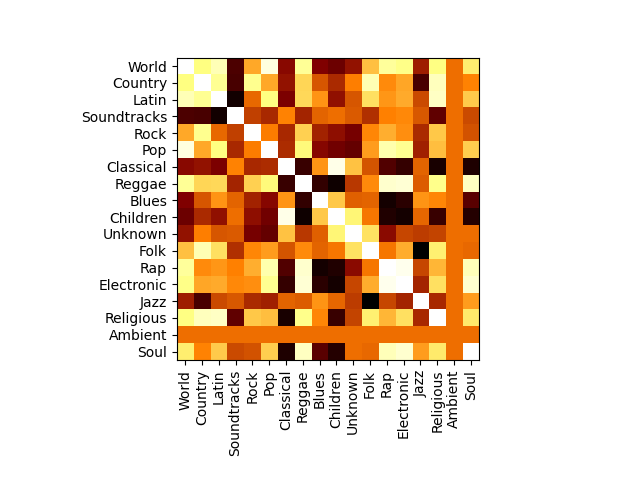 World
Country
Latin
Soundtracks
Rock
Pop
Classical
Reggae
Blues
Children
Unknown
Folk
Rap
Electronic
Jazz
Religious
Ambient
Soul
World
Country
Latin
Soundtracks
Rock
Pop
Classical
Reggae
Blues
Children
Unknown
Folk
Rap
Electronic
Jazz
Religious
Ambient
Soul